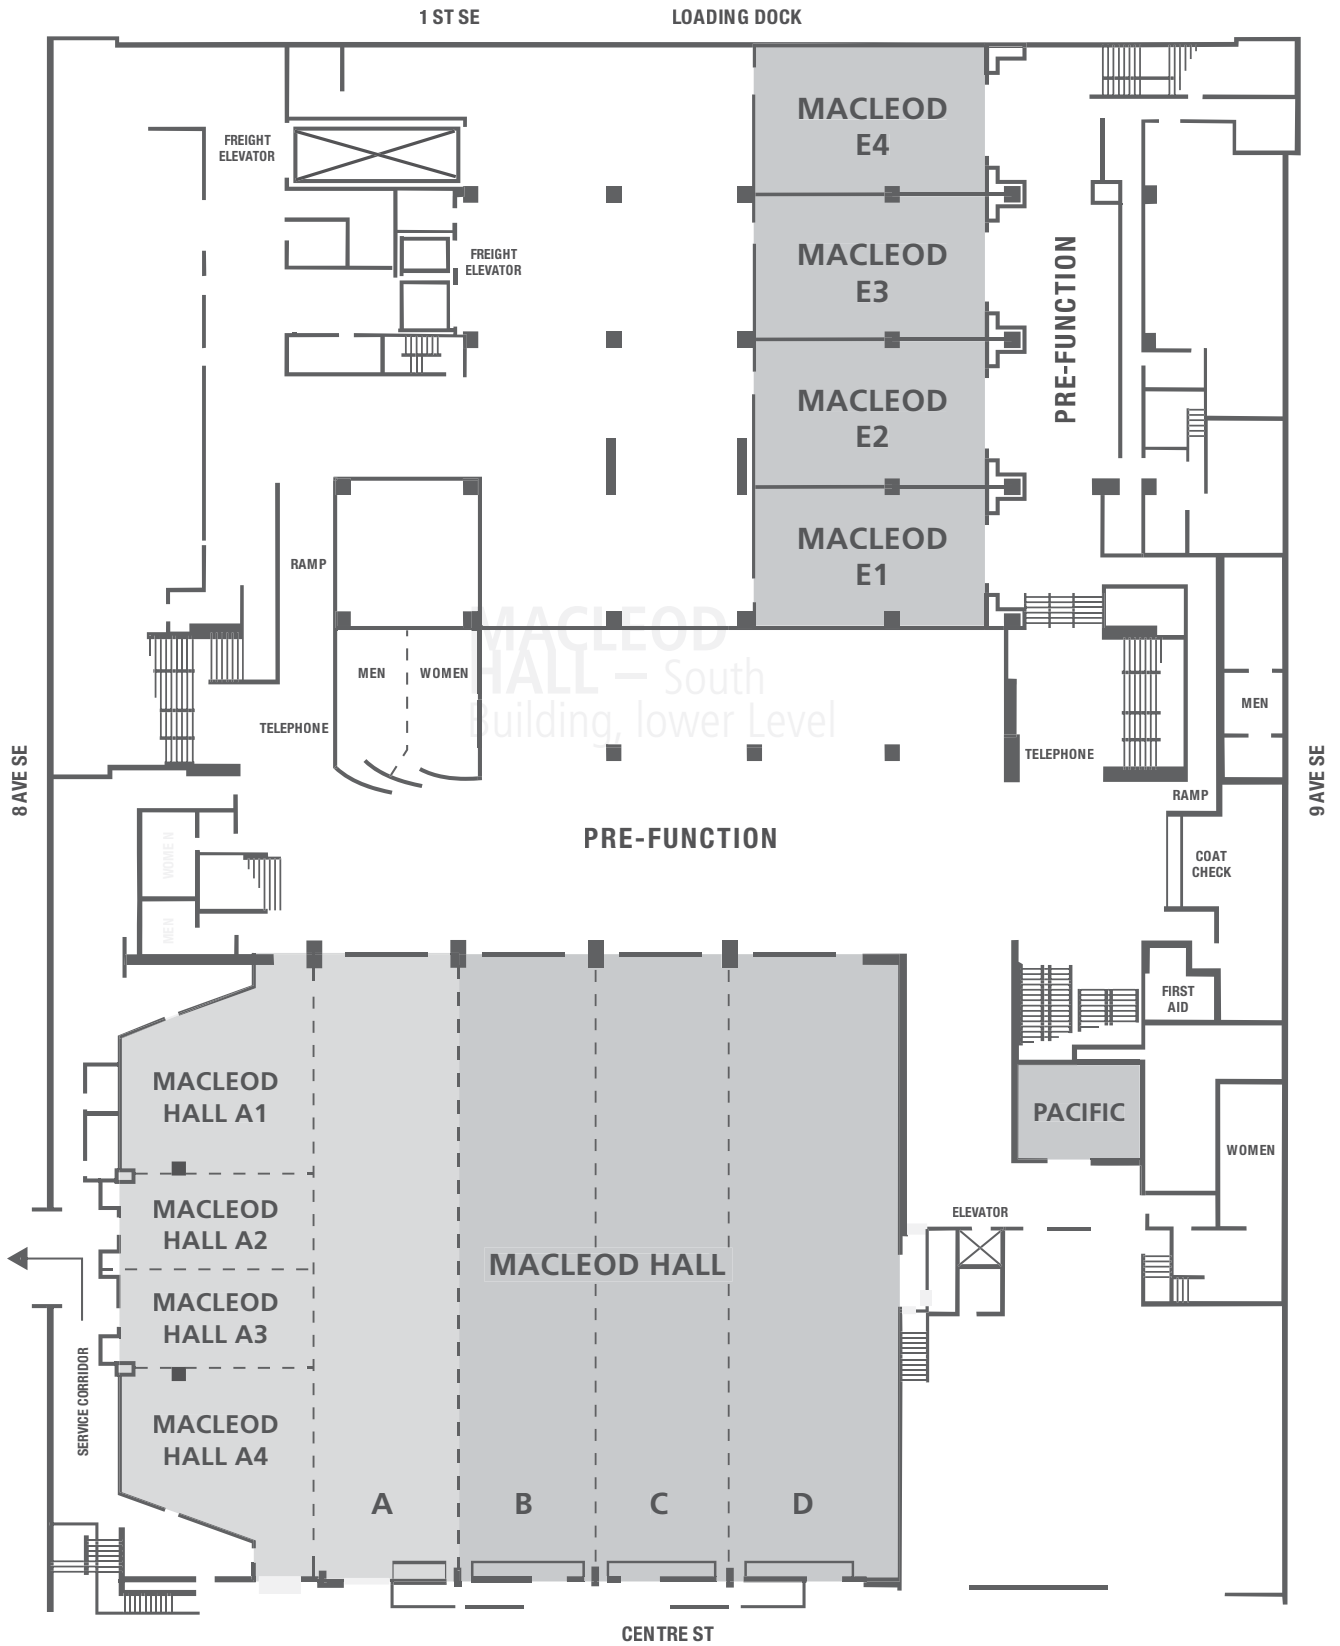 1 ST SE
LOADING DOCK
MACLEOD
E4
FREIGHT
ELEVATOR
FREIGHT
ELEVATOR
MACLEOD
E3
PRE-FUNCTION
MACLEOD
E2
MACLEOD
E1
RAMP
MACLEOD
HALL – South
Building, lower Level
MEN
WOMEN
TELEPHONE
TELEPHONE
MEN
RAMP
8 AVE SE
9 AVE SE
PRE-FUNCTION
WOMEN
MEN
COAT
CHECK
FIRST
AID
MACLEOD
HALL A1
PACIFIC
WOMEN
MACLEOD
HALL A2
ELEVATOR
MACLEOD HALL
MACLEOD
HALL A3
SERVICE CORRIDOR
MACLEOD
HALL A4
A
B
C
D
CENTRE ST